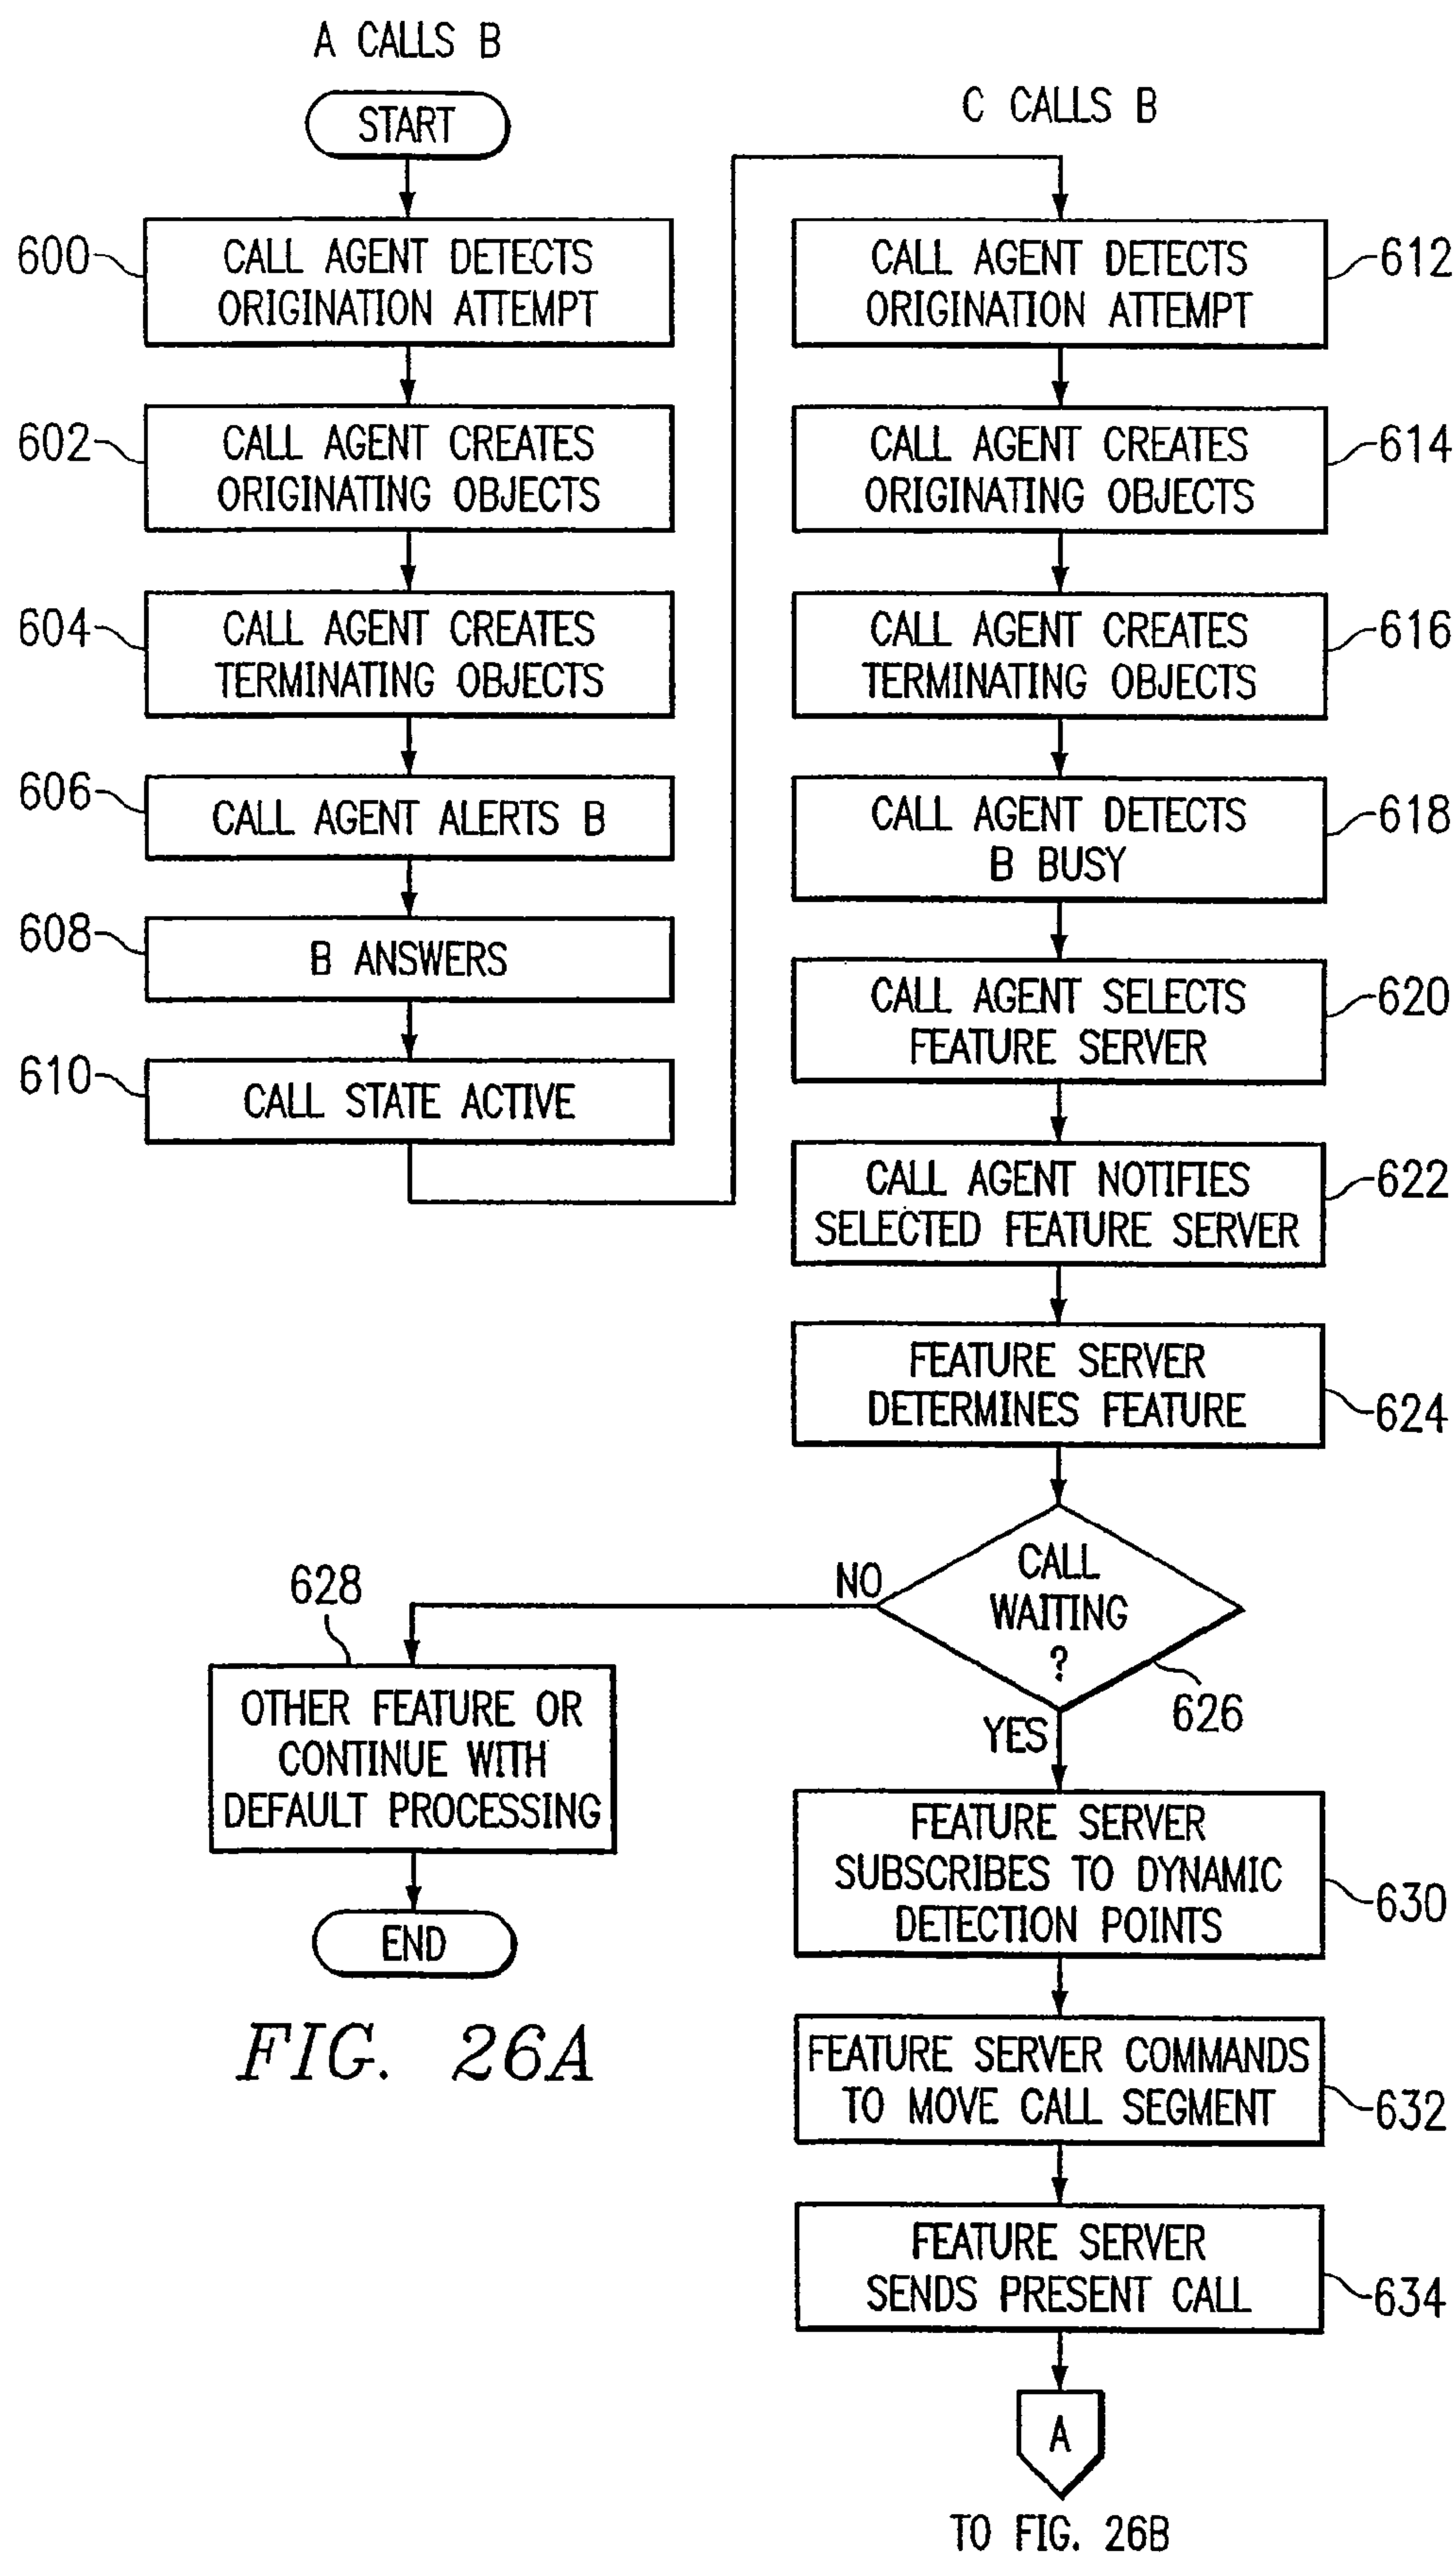 A CALLS B
START
600
CALL AGENT DETECTS
ORIGINATION ATTEMPT
602
CALL AGENT CREATES
ORIGINATING OBJECTS
604
CALL AGENT CREATES
TERMINATING OBJECTS
606
CALL AGENT ALERTS B
608
B ANSWERS
610
CALL STATE ACTIVE
C CALLS B
CALL AGENT DETECTS
ORIGINATION ATTEMPT
612
CALL AGENT CREATES
ORIGINATING OBJECTS
614
CALL AGENT CREATES
TERMINATING OBJECTS
616
CALL AGENT DETECTS
B BUSY
618
CALL AGENT SELECTS
FEATURE SERVER
620
CALL AGENT NOTIFIES
SELECTED FEATURE SERVER
622
FEATURE SERVER
DETERMINES FEATURE
624
CALL
WAITING
?
626
NO
628
OTHER FEATURE OR
CONTINUE WITH
DEFAULT PROCESSING
END
YES
FEATURE SERVER
SUBSCRIBES TO DYNAMIC
DETECTION POINTS
630
FEATURE SERVER COMMANDS
TO MOVE CALL SEGMENT
632
FEATURE SERVER
SENDS PRESENT CALL
634
A
TO FIG. 26B
FIG. 26A